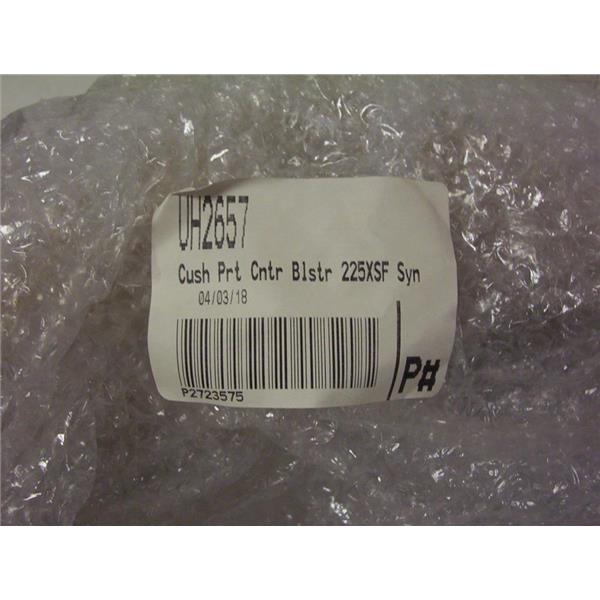 UH2657
Cush Prt Cntr Blstr 225XSF Syn
04/03/18
P2723575
P#